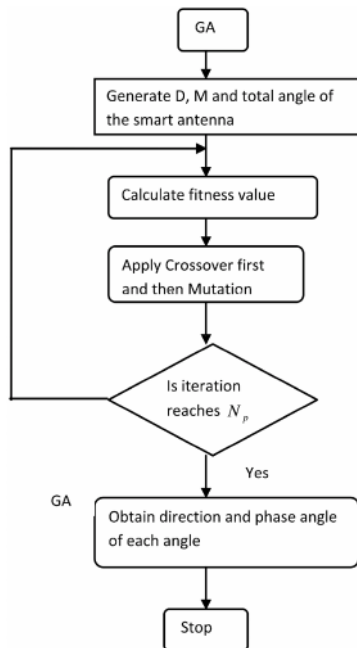 GA
Generate D, M and total angle of
the smart antenna
Calculate fitness value
Apply Crossover first
and then Mutation
Is iteration
reaches N_p
Yes
GA
Obtain direction and phase angle
of each angle
Stop